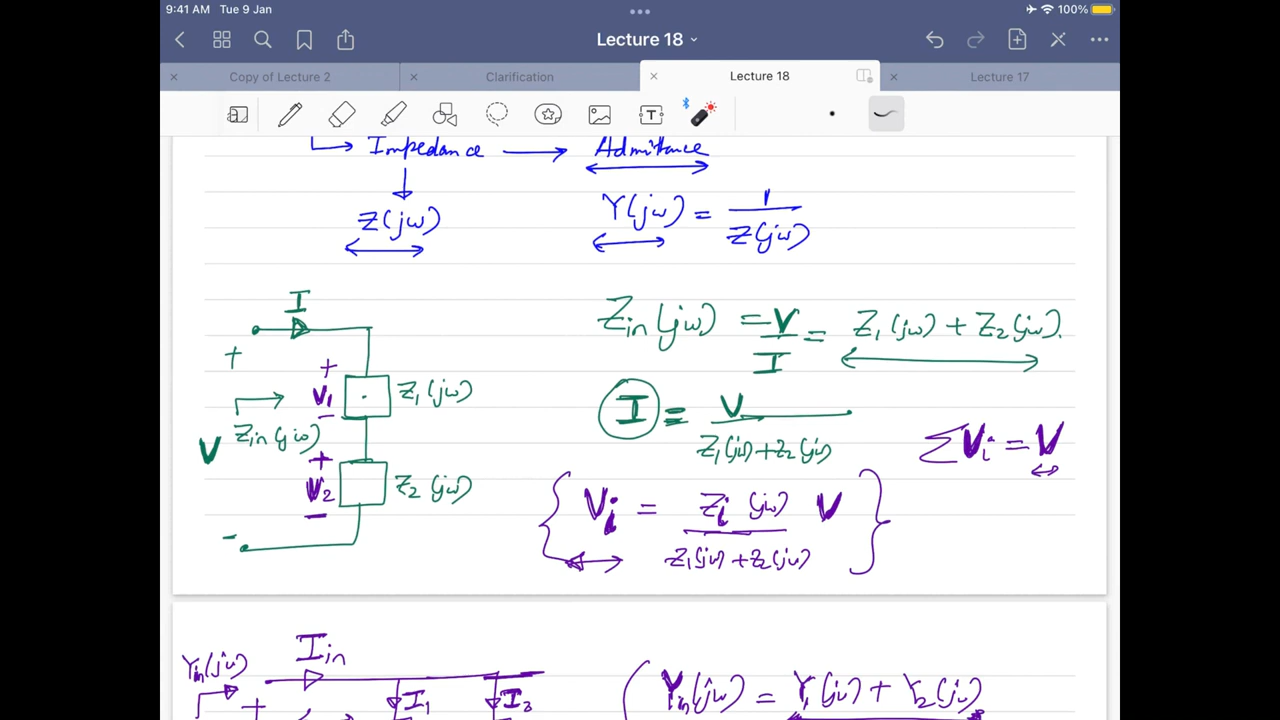 9:41 AM Tue 9 Jan
100%
Lecture 18
Copy of Lecture 2
Clarification
Lecture 18
Lecture 17
T
Impedance → Admittance
Z(jω)
Y(jω) = 1 / Z(jω)
I
+
V
-
Zin(jω)
+
V1
-
Z1(jω)
+
V2
-
Z2(jω)
Zin(jω) = V / I = Z1(jω) + Z2(jω).
I = V / Z1(jω)+Z2(jω)
ΣVi = V
{ Vi = Zi(jω) / Z1(jω)+Z2(jω) V }
Yin(jω)
Iin
+
I1
Yin(jω) = Y1(jω) + Y2(jω)